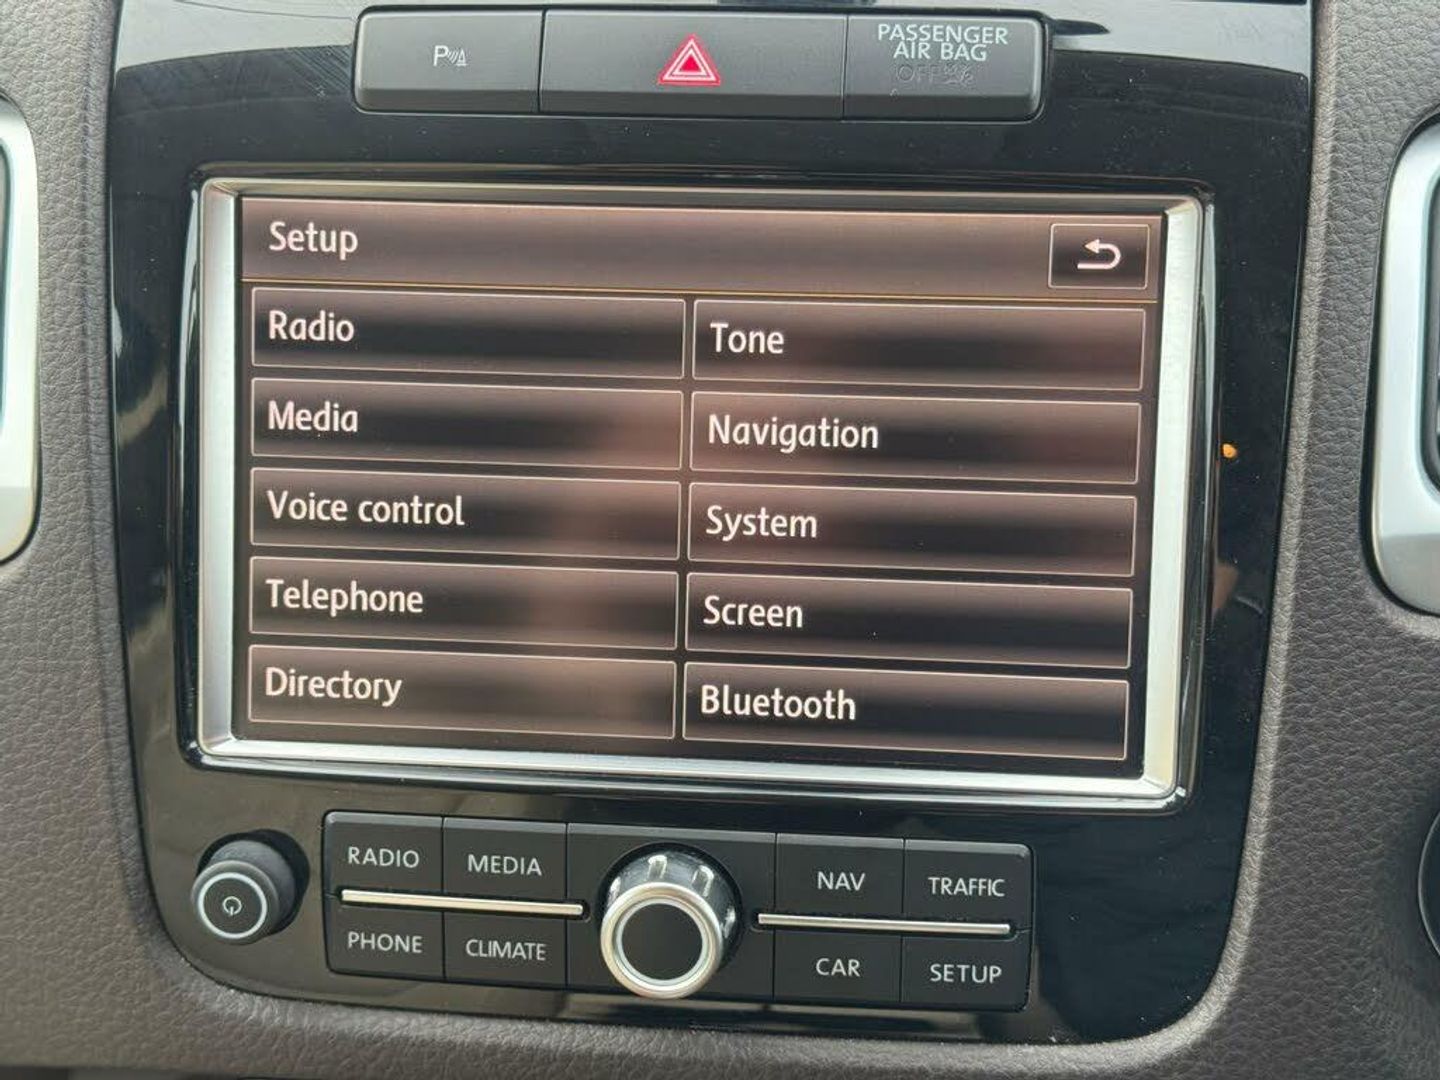 P
PASSENGER
AIR BAG
OFF
Setup
Radio
Tone
Media
Navigation
Voice control
System
Telephone
Screen
Directory
Bluetooth
RADIO
MEDIA
NAV
TRAFFIC
PHONE
CLIMATE
CAR
SETUP